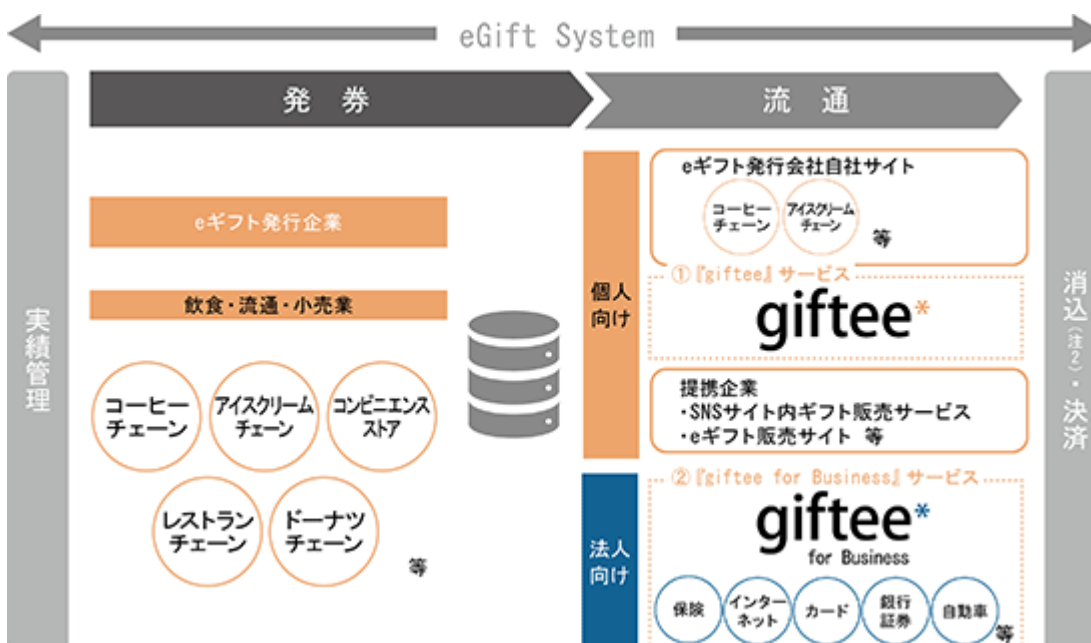 eGift System
発券
流通
実績管理
eギフト発行企業
飲食・流通・小売業
コーヒー
チェーン
アイスクリーム
チェーン
コンビニエンス
ストア
レストラン
チェーン
ドーナツ
チェーン
等
個人
向け
eギフト発行会社自社サイト
コーヒー
チェーン
アイスクリーム
チェーン
等
①『giftee』サービス
giftee*
提携企業
・SNSサイト内ギフト販売サービス
・eギフト販売サイト 等
法人
向け
②『giftee for Business』サービス
giftee*
for Business
保険
インター
ネット
カード
銀行
証券
自動車
等
消込(注2)・決済